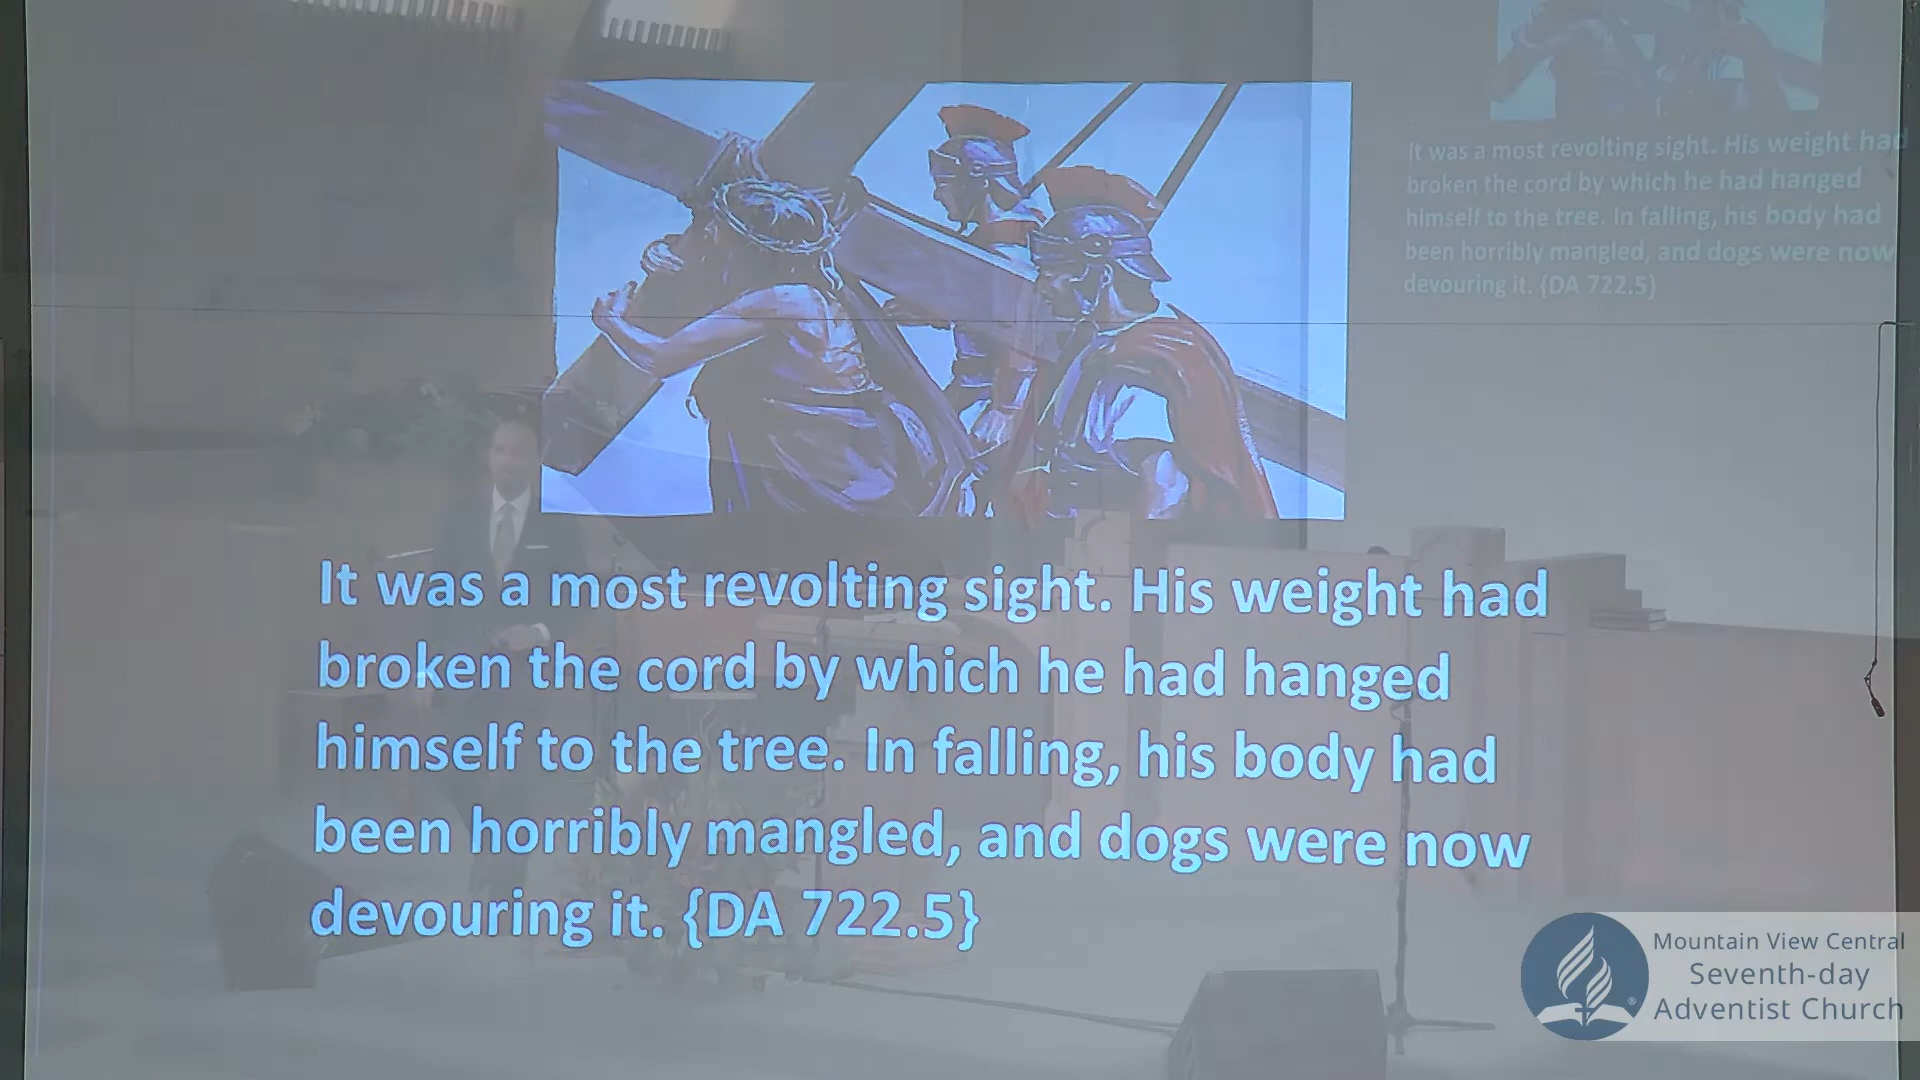 It was a most revolting sight. His weight had
broken the cord by which he had hanged
himself to the tree. In falling, his body had
been horribly mangled, and dogs were now
devouring it. {DA 722.5}
It was a most revolting sight. His weight had
broken the cord by which he had hanged
himself to the tree. In falling, his body had
been horribly mangled, and dogs were now
devouring it. {DA 722.5}
Mountain View Central
Seventh-day
Adventist Church